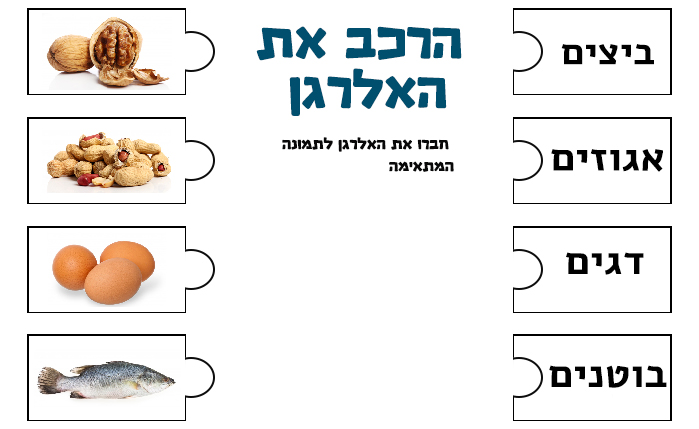 הרכב את
האלרגן
חברו את האלרגן לתמונה
המתאימה
ביצים
אגוזים
דגים
בוטנים